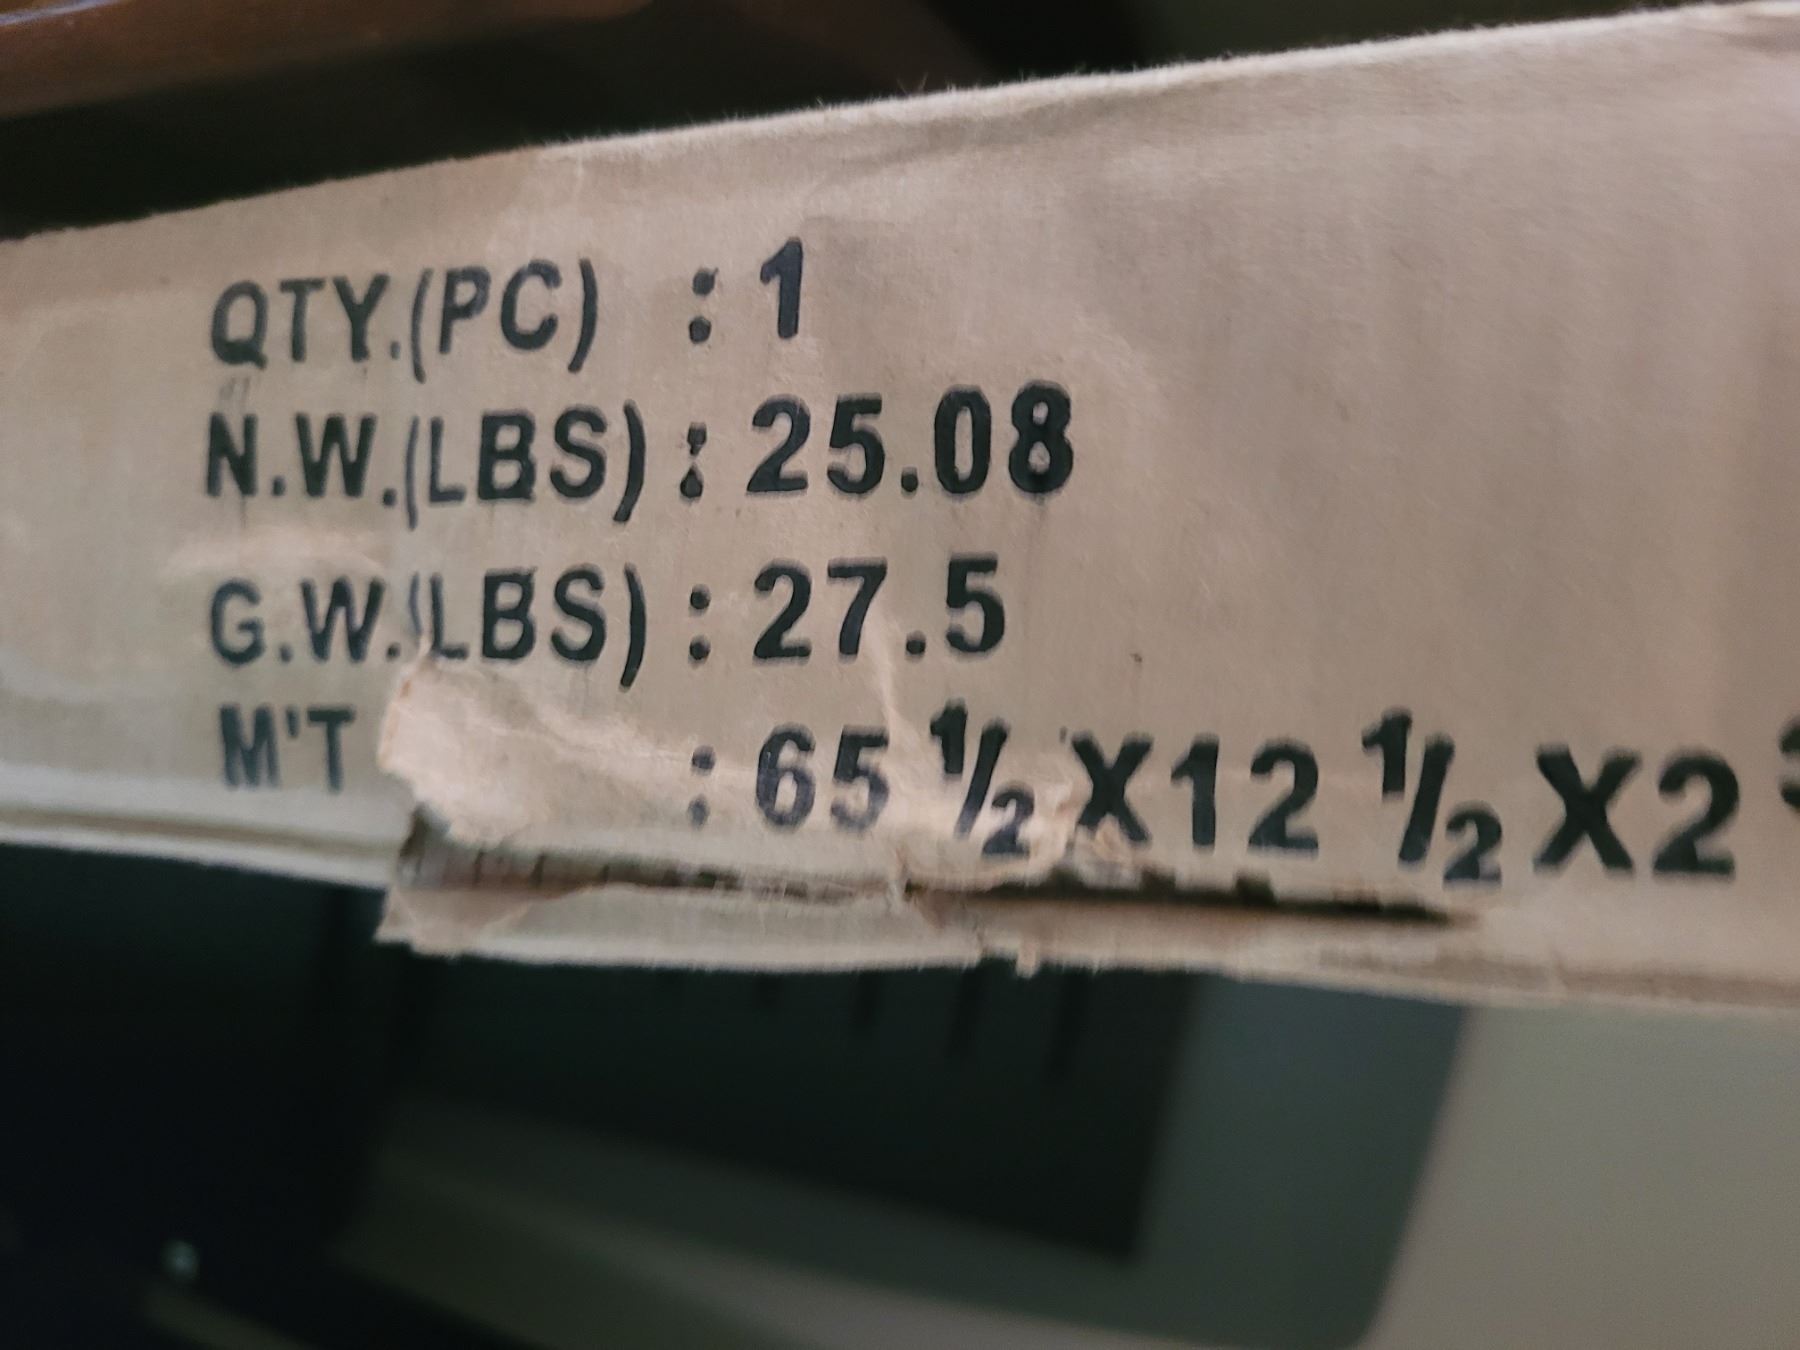 QTY.(PC) : 1
N.W.(LBS) : 25.08
G.W.(LBS) : 27.5
M'T : 65 1/2 X12 1/2 X2